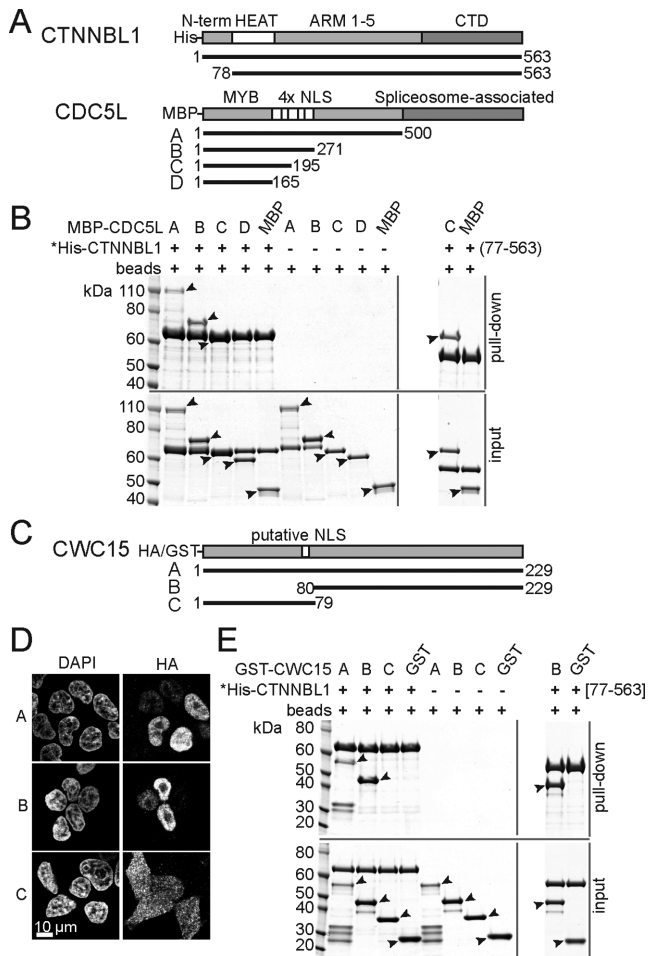 A
N-term HEAT ARM 1-5 CTD
CTNNBL1 His
1 563
78 563
MYB 4x NLS Spliceosome-associated
CDC5L MBP
A 1 500
B 1 271
C 1 195
D 1 165
B
MBP-CDC5L A B C D MBP A B C D MBP C MBP
*His-CTNNBL1 + + + + + - - - - - + + (77-563)
beads + + + + + + + + + + + +
kDa
110
80
60
50
40
pull-down
110
80
60
50
40
input
C
putative NLS
CWC15 HA/GST
A 1 229
B 80 229
C 1 79
D
DAPI HA
A
B
C
10 µm
E
GST-CWC15 A B C GST A B C GST B GST
*His-CTNNBL1 + + + + - - - - + + [77-563]
beads + + + + + + + + + +
kDa
80
60
50
40
30
20
pull-down
80
60
50
40
30
20
input